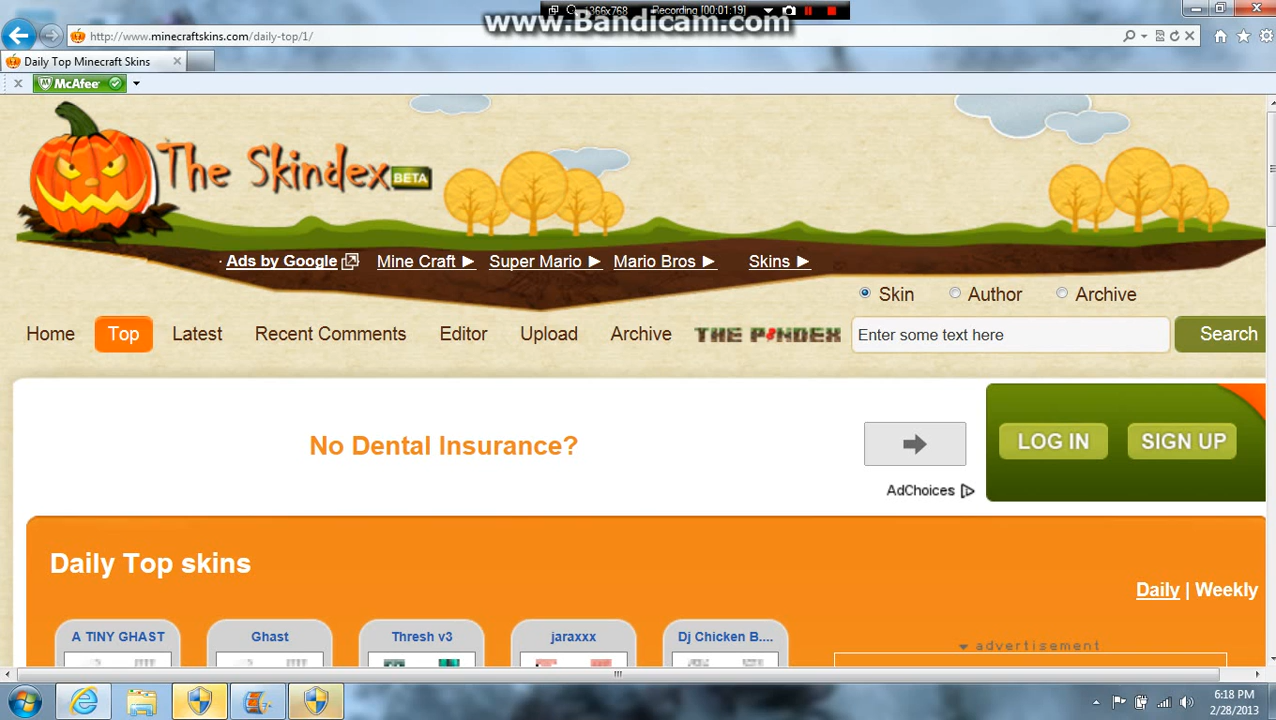 1366x768 Recording [00:01:19]
www.Bandicam.com
http://www.minecraftskins.com/daily-top/1/
Daily Top Minecraft Skins
McAfee
The Skindex BETA
Ads by Google Mine Craft ► Super Mario ► Mario Bros ► Skins ►
Skin Author Archive
Home Top Latest Recent Comments Editor Upload Archive THE PINDEX Enter some text here Search
No Dental Insurance?
LOG IN SIGN UP
AdChoices
Daily Top skins
Daily | Weekly
A TINY GHAST Ghast Thresh v3 jaraxxx Dj Chicken B....
advertisement
6:18 PM
2/28/2013